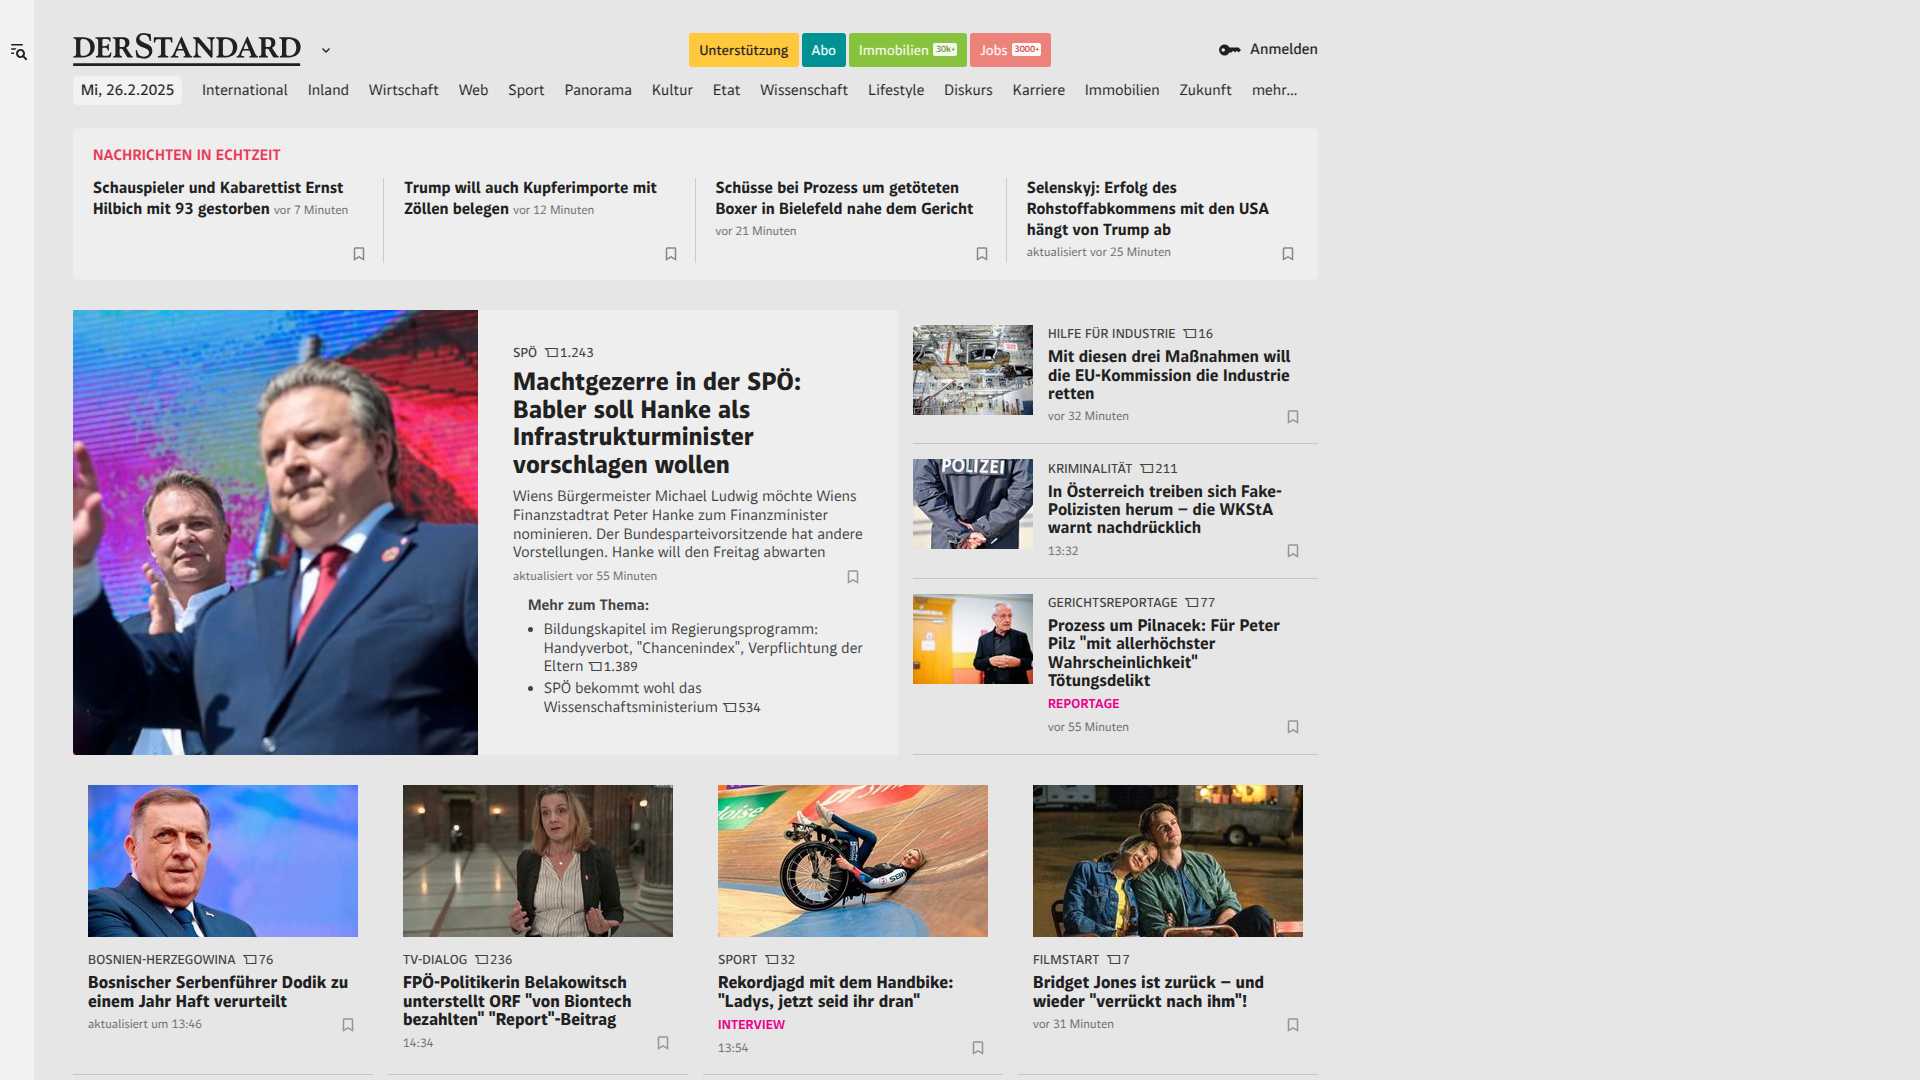 DERSTANDARD
Unterstützung
Abo
Immobilien 30k+
Jobs 3000+
Anmelden
Mi, 26.2.2025
International
Inland
Wirtschaft
Web
Sport
Panorama
Kultur
Etat
Wissenschaft
Lifestyle
Diskurs
Karriere
Immobilien
Zukunft
mehr...
NACHRICHTEN IN ECHTZEIT
Schauspieler und Kabarettist Ernst
Hilbich mit 93 gestorben vor 7 Minuten
Trump will auch Kupferimporte mit
Zöllen belegen vor 12 Minuten
Schüsse bei Prozess um getöteten
Boxer in Bielefeld nahe dem Gericht
vor 21 Minuten
Selenskyj: Erfolg des
Rohstoffabkommens mit den USA
hängt von Trump ab
aktualisiert vor 25 Minuten
SPÖ 1.243
Machtgezerre in der SPÖ:
Babler soll Hanke als
Infrastrukturminister
vorschlagen wollen
Wiens Bürgermeister Michael Ludwig möchte Wiens
Finanzstadtrat Peter Hanke zum Finanzminister
nominieren. Der Bundesparteivorsitzende hat andere
Vorstellungen. Hanke will den Freitag abwarten
aktualisiert vor 55 Minuten
Mehr zum Thema:
• Bildungskapitel im Regierungsprogramm:
Handyverbot, "Chancenindex", Verpflichtung der
Eltern 1.389
• SPÖ bekommt wohl das
Wissenschaftsministerium 534
HILFE FÜR INDUSTRIE 16
Mit diesen drei Maßnahmen will
die EU-Kommission die Industrie
retten
vor 32 Minuten
POLIZEI
KRIMINALITÄT 211
In Österreich treiben sich Fake-
Polizisten herum – die WKStA
warnt nachdrücklich
13:32
GERICHTSREPORTAGE 77
Prozess um Pilnacek: Für Peter
Pilz "mit allerhöchster
Wahrscheinlichkeit"
Tötungsdelikt
REPORTAGE
vor 55 Minuten
BOSNIEN-HERZEGOWINA 76
Bosnischer Serbenführer Dodik zu
einem Jahr Haft verurteilt
aktualisiert um 13:46
TV-DIALOG 236
FPÖ-Politikerin Belakowitsch
unterstellt ORF "von Biontech
bezahlten" "Report"-Beitrag
14:34
SPORT 32
Rekordjagd mit dem Handbike:
"Ladys, jetzt seid ihr dran"
INTERVIEW
13:54
FILMSTART 7
Bridget Jones ist zurück – und
wieder "verrückt nach ihm"!
vor 31 Minuten